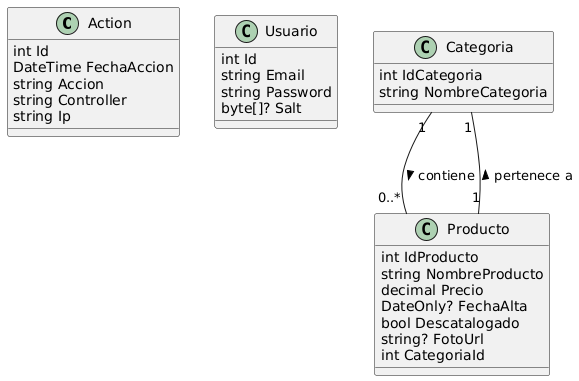 C Action
int Id
DateTime FechaAccion
string Accion
string Controller
string Ip
C Usuario
int Id
string Email
string Password
byte[]? Salt
C Categoria
int IdCategoria
string NombreCategoria
1 1
contiene pertenece a
0..* 1
C Producto
int IdProducto
string NombreProducto
decimal Precio
DateOnly? FechaAlta
bool Descatalogado
string? FotoUrl
int CategoriaId